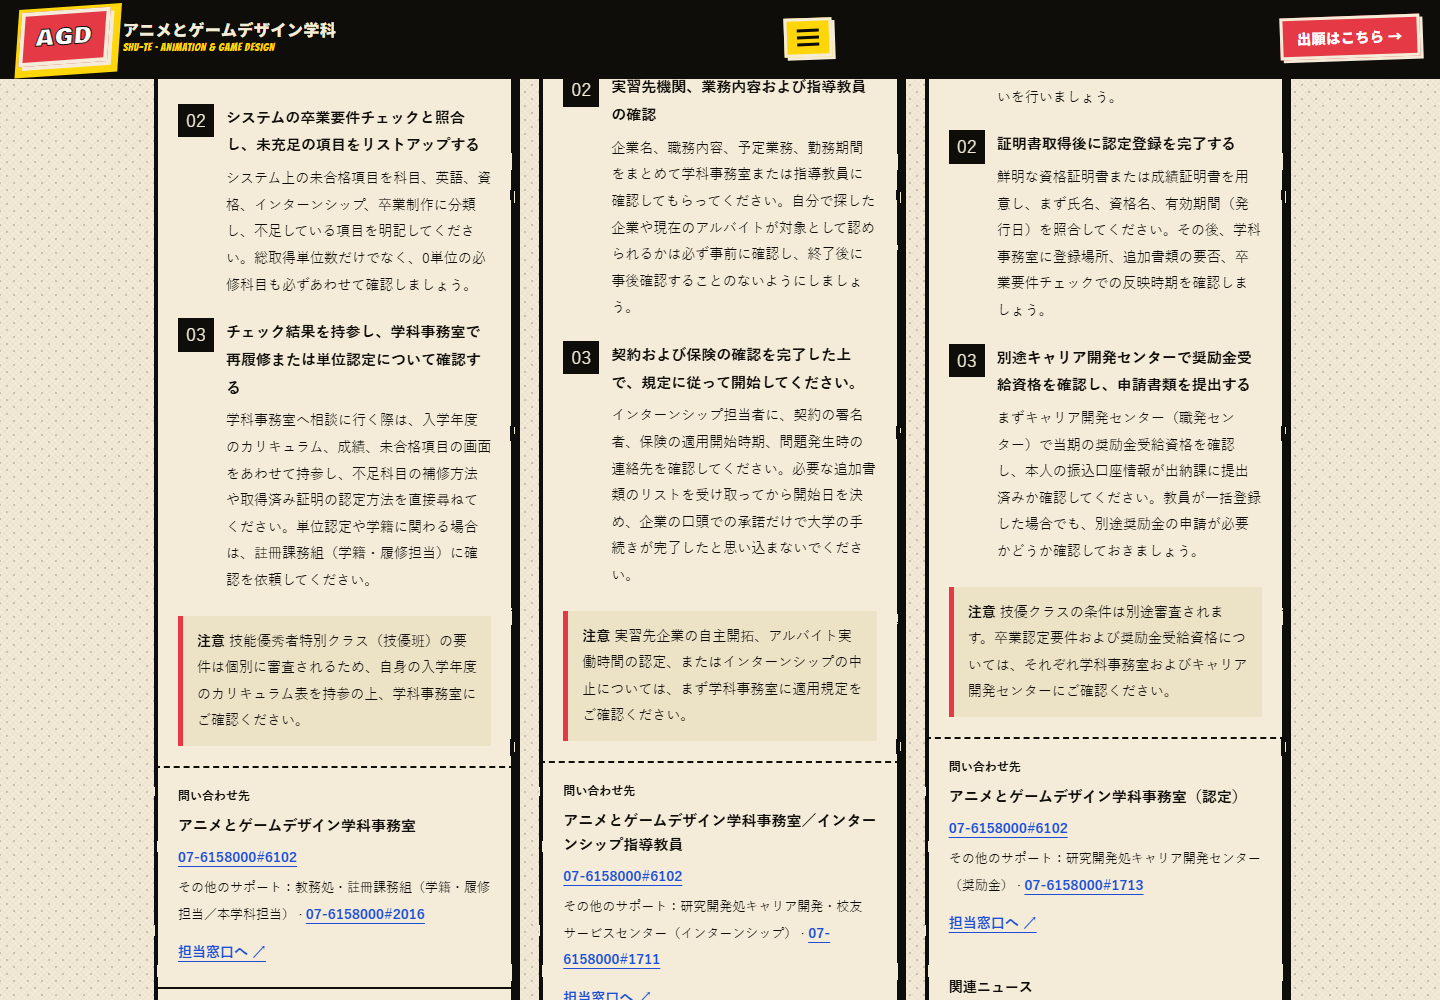 AGD
アニメとゲームデザイン学科
SHU-TE · ANIMATION & GAME DESIGN
出願はこちら →
02
システムの卒業要件チェックと照合
し、未充足の項目をリストアップする
システム上の未合格項目を科目、英語、資
格、インターンシップ、卒業制作に分類
し、不足している項目を明記してくださ
い。総取得単位数だけでなく、0単位の必
修科目も必ずあわせて確認しましょう。
03
チェック結果を持参し、学科事務室で
再履修または単位認定について確認す
る
学科事務室へ相談に行く際は、入学年度
のカリキュラム、成績、未合格項目の画面
をあわせて持参し、不足科目の補修方法
や取得済み証明の認定方法を直接尋ねて
ください。単位認定や学籍に関わる場合
は、註冊課務組（学籍・履修担当）に確
認を依頼してください。
注意 技能優秀者特別クラス（技優班）の要
件は個別に審査されるため、自身の入学年度
のカリキュラム表を持参の上、学科事務室に
ご確認ください。
問い合わせ先
アニメとゲームデザイン学科事務室
07-6158000#6102
その他のサポート：教務処・註冊課務組（学籍・履修
担当／本学科担当） · 07-6158000#2016
担当窓口へ ／
02
実習先機関、業務内容および指導教員
の確認
企業名、職務内容、予定業務、勤務期間
をまとめて学科事務室または指導教員に
確認してもらってください。自分で探した
企業や現在のアルバイトが対象として認め
られるかは必ず事前に確認し、終了後に
事後確認することのないようにしましょ
う。
03
契約および保険の確認を完了した上
で、規定に従って開始してください。
インターンシップ担当者に、契約の署名
者、保険の適用開始時期、問題発生時の
連絡先を確認してください。必要な追加書
類のリストを受け取ってから開始日を決
め、企業の口頭での承諾だけで大学の手
続きが完了したと思い込まないでくださ
い。
注意 実習先企業の自主開拓、アルバイト実
働時間の認定、またはインターンシップの中
止については、まず学科事務室に適用規定を
ご確認ください。
問い合わせ先
アニメとゲームデザイン学科事務室／インター
ンシップ指導教員
07-6158000#6102
その他のサポート：研究開発処キャリア開発・校友
サービスセンター（インターンシップ） · 07-
6158000#1711
担当窓口へ ／
いを行いましょう。
02
証明書取得後に認定登録を完了する
鮮明な資格証明書または成績証明書を用
意し、まず氏名、資格名、有効期間（発
行日）を照合してください。その後、学科
事務室に登録場所、追加書類の要否、卒
業要件チェックでの反映時期を確認しま
しょう。
03
別途キャリア開発センターで奨励金受
給資格を確認し、申請書類を提出する
まずキャリア開発センター（職発セン
ター）で当期の奨励金受給資格を確認
し、本人の振込口座情報が出納課に提出
済みか確認してください。教員が一括登録
した場合でも、別途奨励金の申請が必要
かどうか確認しておきましょう。
注意 技優クラスの条件は別途審査されま
す。卒業認定要件および奨励金受給資格につ
いては、それぞれ学科事務室およびキャリア
開発センターにご確認ください。
問い合わせ先
アニメとゲームデザイン学科事務室（認定）
07-6158000#6102
その他のサポート：研究開発処キャリア開発センター
（奨励金） · 07-6158000#1713
担当窓口へ ／
関連ニュース